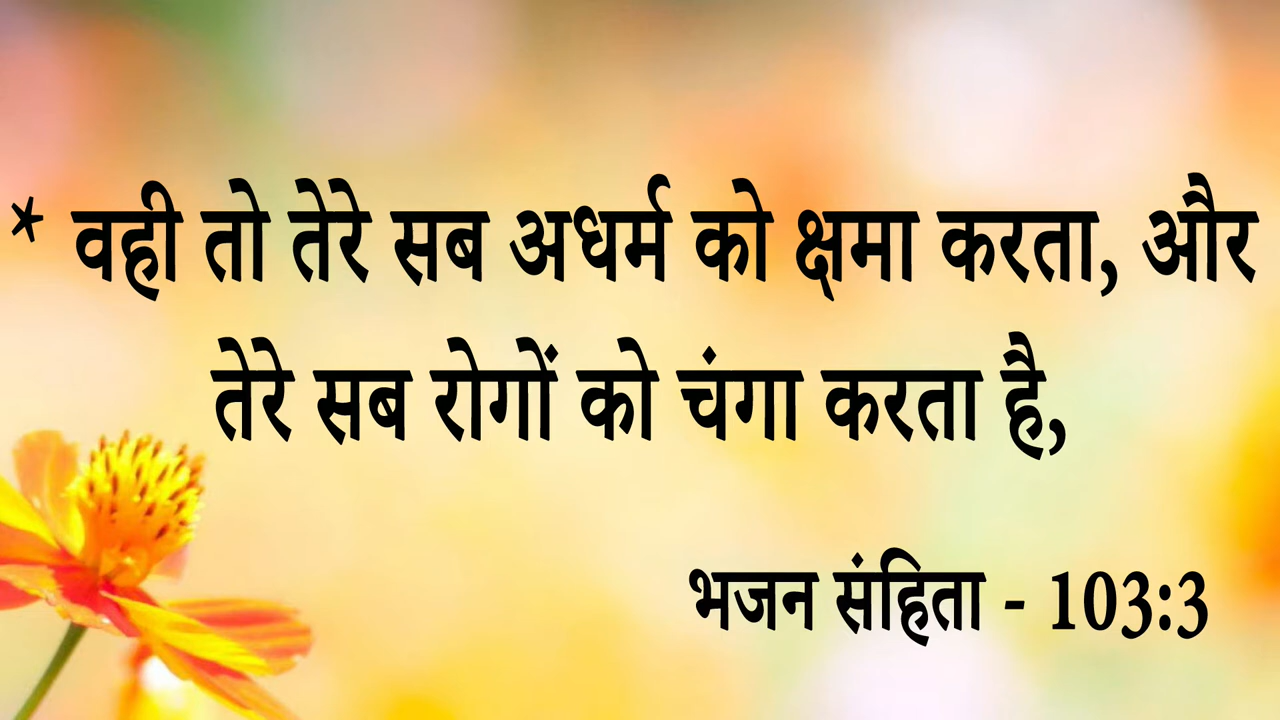 * वही तो तेरे सब अधर्म को क्षमा करता, और
तेरे सब रोगों को चंगा करता है,
भजन संहिता - 103:3